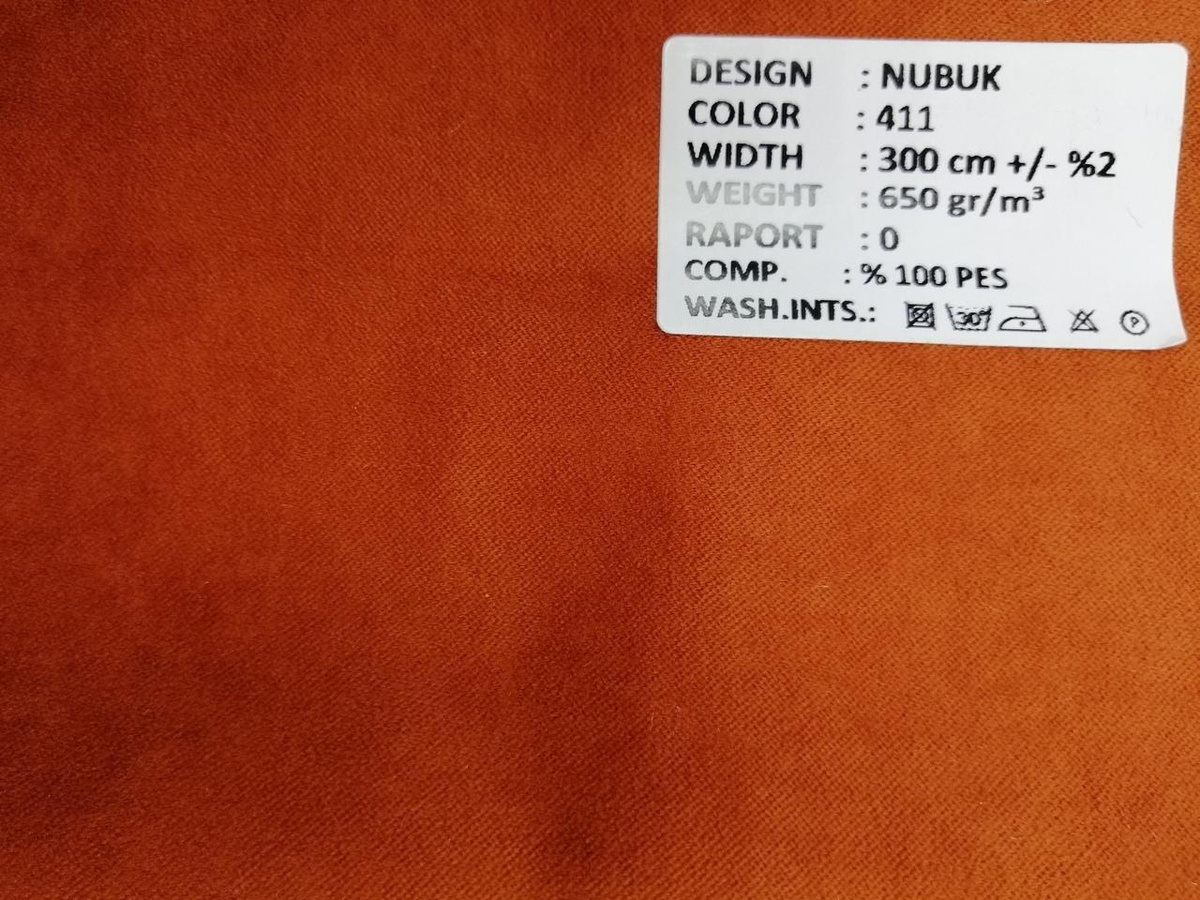 DESIGN : NUBUK
COLOR : 411
WIDTH : 300 cm +/- %2
WEIGHT : 650 gr/m³
RAPORT : 0
COMP. : % 100 PES
WASH.INTS.: 30° P